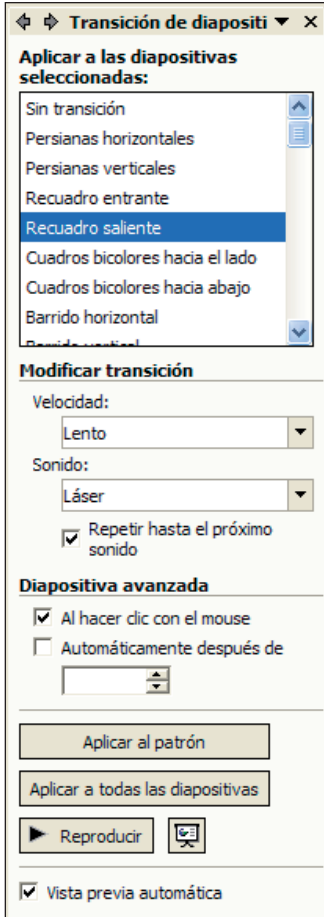 Transición de diapositi
Aplicar a las diapositivas
seleccionadas:
Sin transición
Persianas horizontales
Persianas verticales
Recuadro entrante
Recuadro saliente
Cuadros bicolores hacia el lado
Cuadros bicolores hacia abajo
Barrido horizontal
Barrido vertical
Modificar transición
Velocidad:
Lento
Sonido:
Láser
Repetir hasta el próximo
sonido
Diapositiva avanzada
Al hacer clic con el mouse
Automáticamente después de
Aplicar al patrón
Aplicar a todas las diapositivas
Reproducir
Vista previa automática